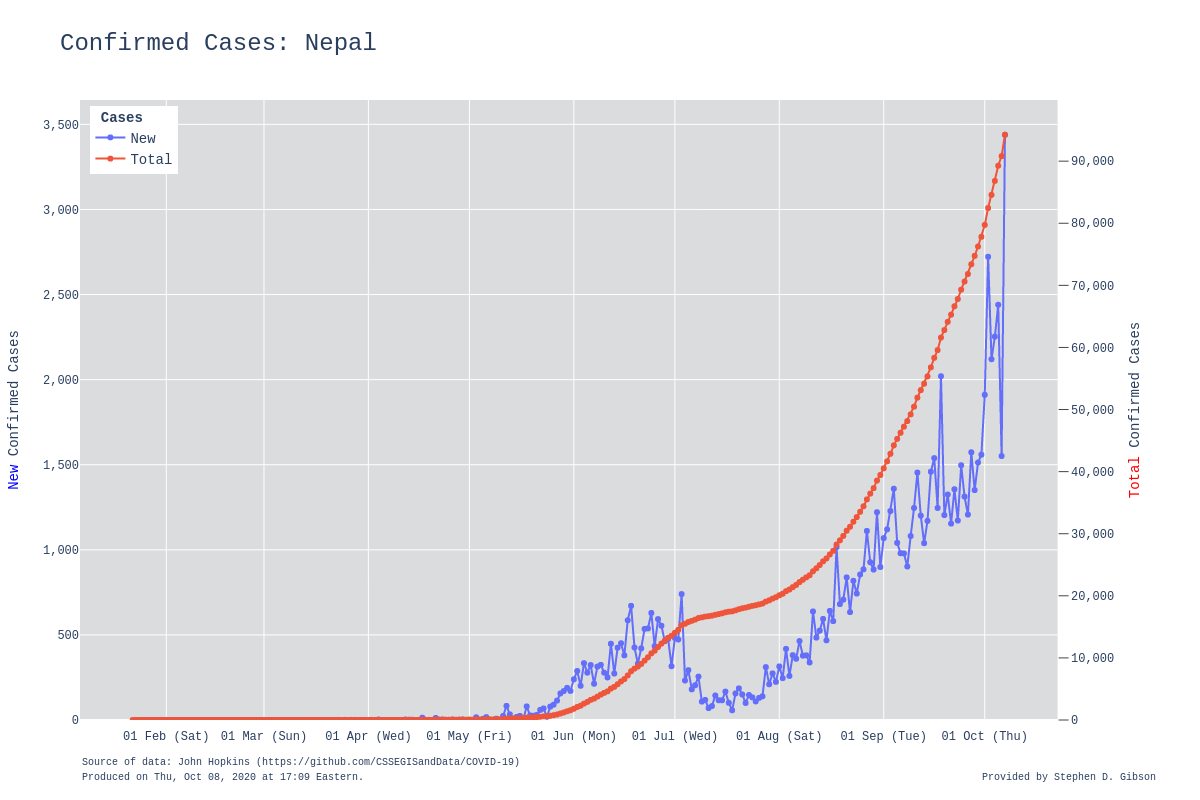 Confirmed Cases: Nepal
Cases
New
Total
3,500
3,000
2,500
2,000
1,500
1,000
500
0
New Confirmed Cases
90,000
80,000
70,000
60,000
50,000
40,000
30,000
20,000
10,000
0
Total Confirmed Cases
01 Feb (Sat) 01 Mar (Sun) 01 Apr (Wed) 01 May (Fri) 01 Jun (Mon) 01 Jul (Wed) 01 Aug (Sat) 01 Sep (Tue) 01 Oct (Thu)
Source of data: John Hopkins (https://github.com/CSSEGISandData/COVID-19)
Produced on Thu, Oct 08, 2020 at 17:09 Eastern.
Provided by Stephen D. Gibson